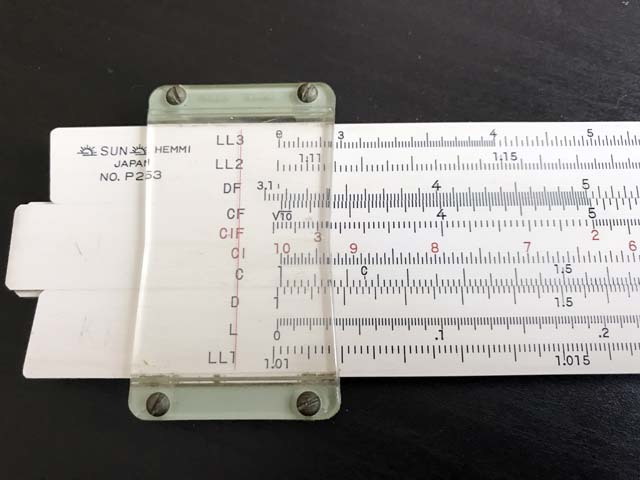 SUN HEMMI
JAPAN
NO. P253
LL3 e 3 4 5
LL2 1.11 1.15
DF 3.1 4 5
CF √10 4 5
CIF 3 2
CI 10 9 8 7 6
C 1 C 1.5
D 1 1.5
L 0 .1 .2
LL1 1.01 1.015